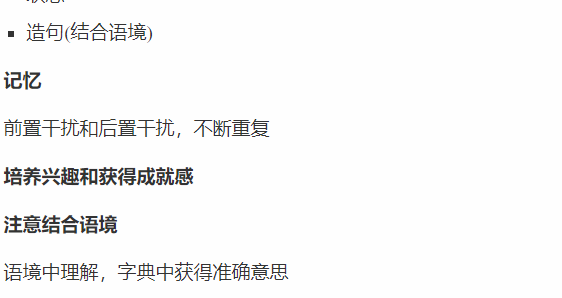 造句(结合语境)
记忆
前置干扰和后置干扰，不断重复
培养兴趣和获得成就感
注意结合语境
语境中理解，字典中获得准确意思